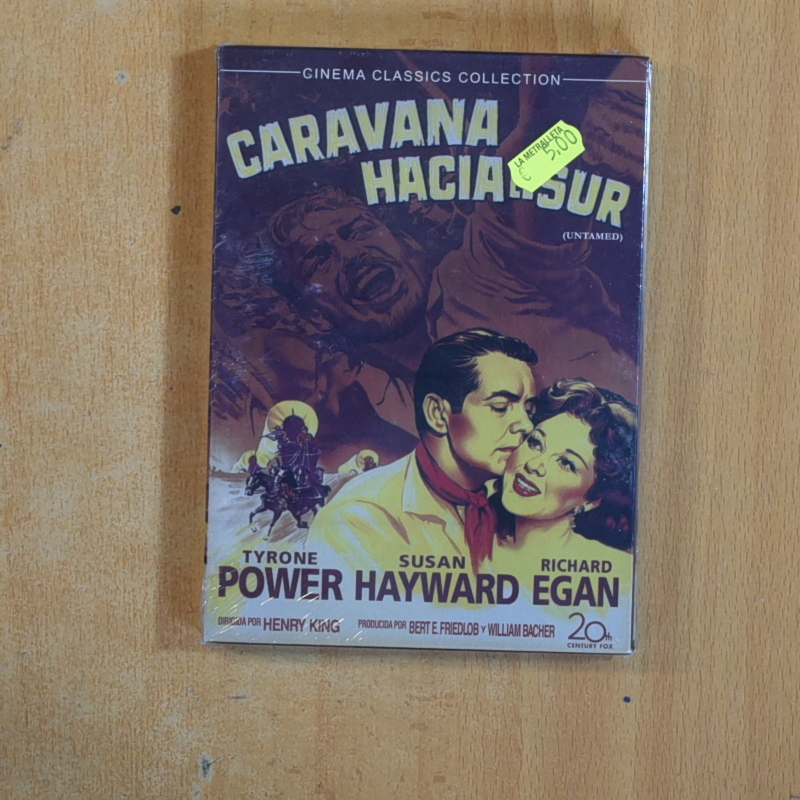 CINEMA CLASSICS COLLECTION
CARAVANA
LA METRALLETA
€ 5,00
HACIA SUR
(UNTAMED)
TYRONE SUSAN RICHARD
POWER HAYWARD EGAN
DIRIGIDA POR HENRY KING PRODUCIDA POR BERT E. FRIEDLOB Y WILLIAM BACHER 20th
CENTURY FOX